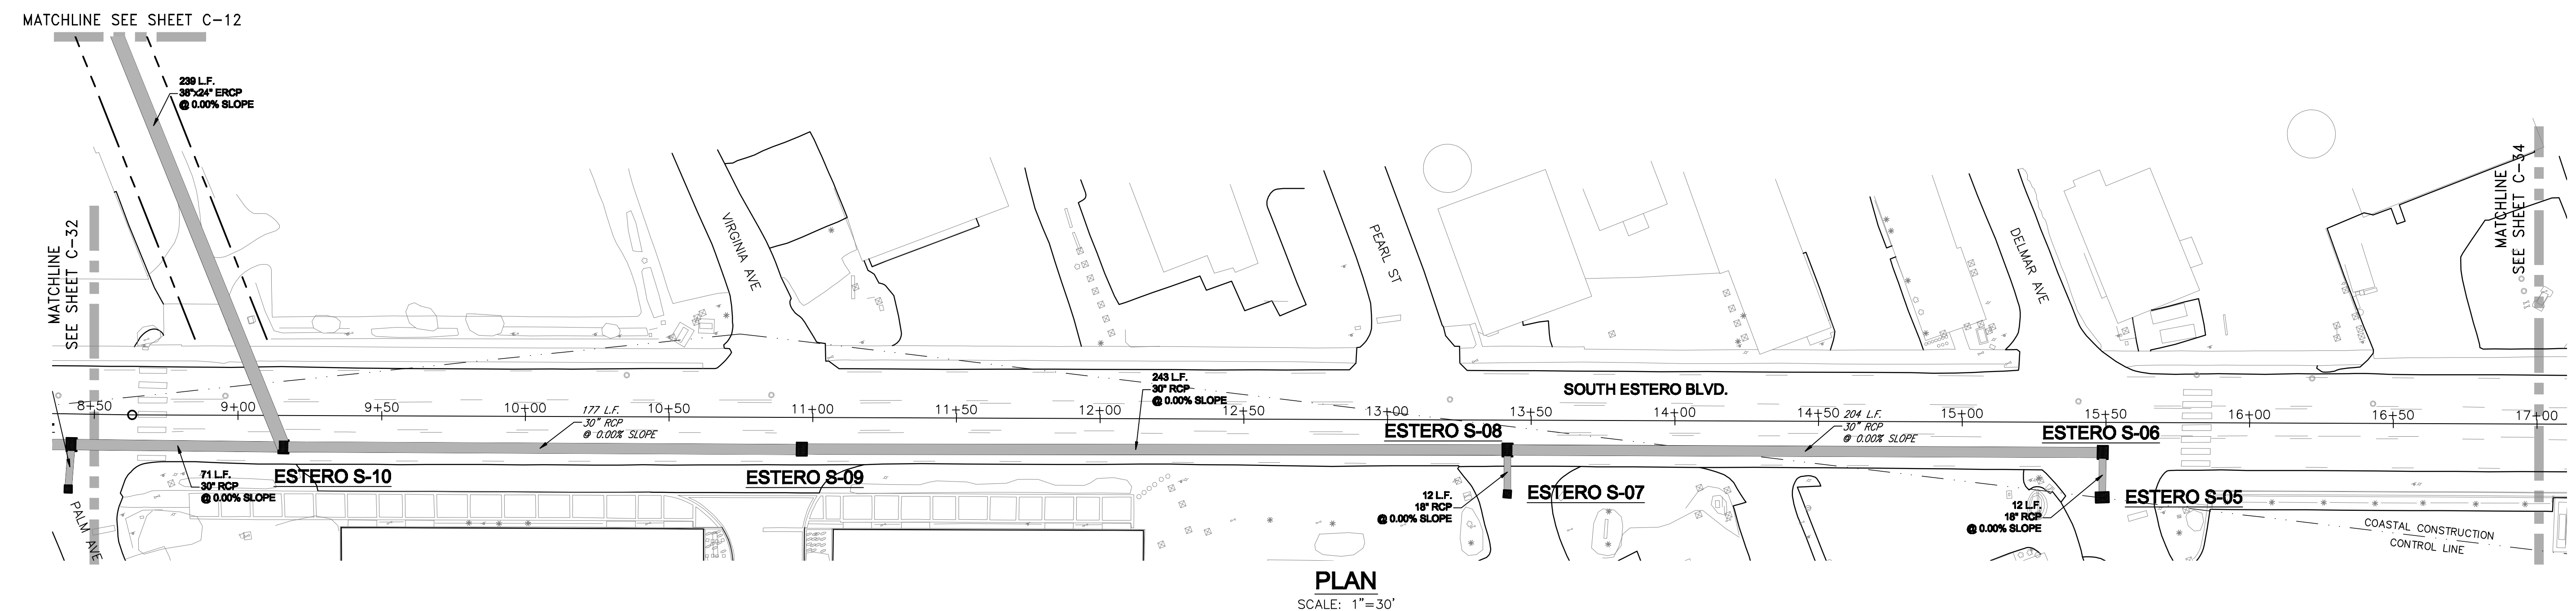 MATCHLINE SEE SHEET C-12
239 L.F.
38"x24" ERCP
@ 0.00% SLOPE
MATCHLINE
SEE SHEET C-32
VIRGINIA AVE
PEARL ST
DELMAR AVE
MATCHLINE
SEE SHEET C-34
243 L.F.
30" RCP
@ 0.00% SLOPE
SOUTH ESTERO BLVD.
8+50
9+00
9+50
10+00
10+50
11+00
11+50
12+00
12+50
13+00
13+50
14+00
14+50
15+00
15+50
16+00
16+50
17+00
177 L.F.
30" RCP
@ 0.00% SLOPE
204 L.F.
30" RCP
@ 0.00% SLOPE
ESTERO S-08
ESTERO S-06
71 L.F.
30" RCP
@ 0.00% SLOPE
ESTERO S-10
ESTERO S-09
12 L.F.
18" RCP
@ 0.00% SLOPE
ESTERO S-07
12 L.F.
18" RCP
@ 0.00% SLOPE
ESTERO S-05
PALM AVE
COASTAL CONSTRUCTION
CONTROL LINE
PLAN
SCALE: 1"=30'